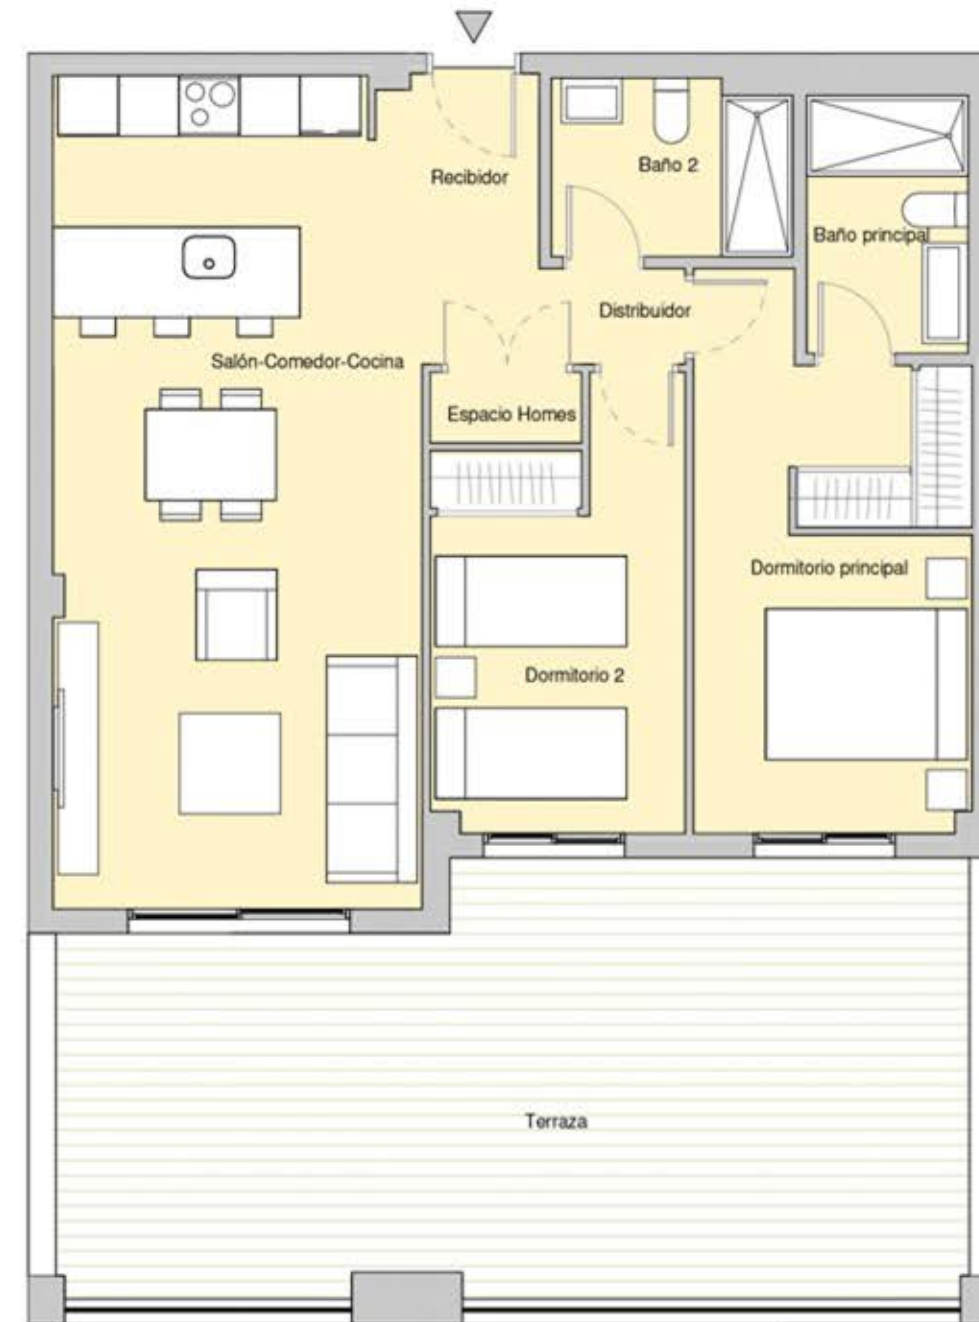 Recibidor
Baño 2
Baño principal
Distribuidor
Salón-Comedor-Cocina
Espacio Homes
Dormitorio principal
Dormitorio 2
Terraza